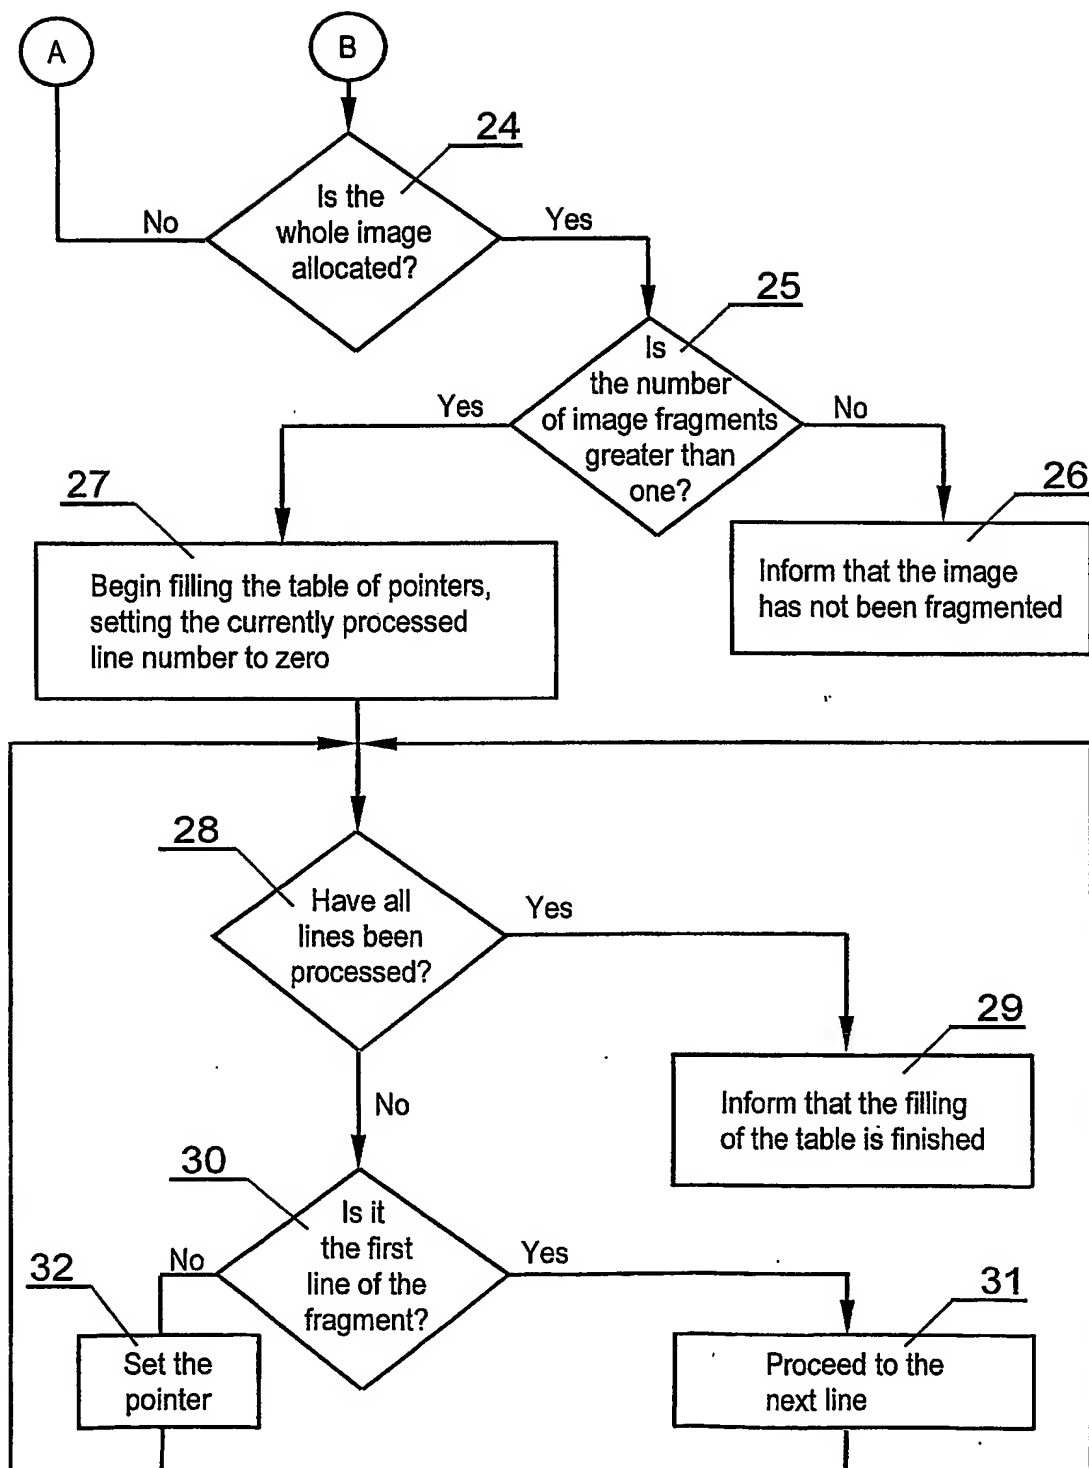 A
B
24
Is the
whole image
allocated?
No
Yes
25
Is
the number
of image fragments
greater than
one?
Yes
No
27
26
Begin filling the table of pointers,
setting the currently processed
line number to zero
Inform that the image
has not been fragmented
28
Have all
lines been
processed?
Yes
29
No
Inform that the filling
of the table is finished
30
Is it
the first
line of the
fragment?
No
Yes
32
31
Set the
pointer
Proceed to the
next line